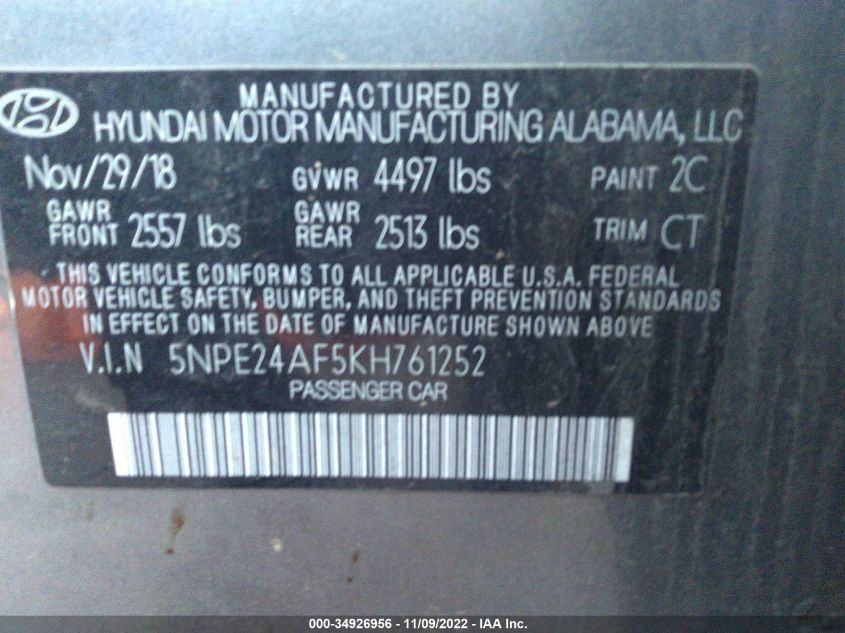 MANUFACTURED BY
HYUNDAI MOTOR MANUFACTURING ALABAMA, LLC
Nov/29/18 GVWR 4497 lbs PAINT 2C
GAWR FRONT 2557 lbs GAWR REAR 2513 lbs TRIM CT
THIS VEHICLE CONFORMS TO ALL APPLICABLE U.S.A. FEDERAL
MOTOR VEHICLE SAFETY, BUMPER, AND THEFT PREVENTION STANDARDS
IN EFFECT ON THE DATE OF MANUFACTURE SHOWN ABOVE
V.I.N 5NPE24AF5KH761252
PASSENGER CAR
000-34926956 - 11/09/2022 - IAA Inc.